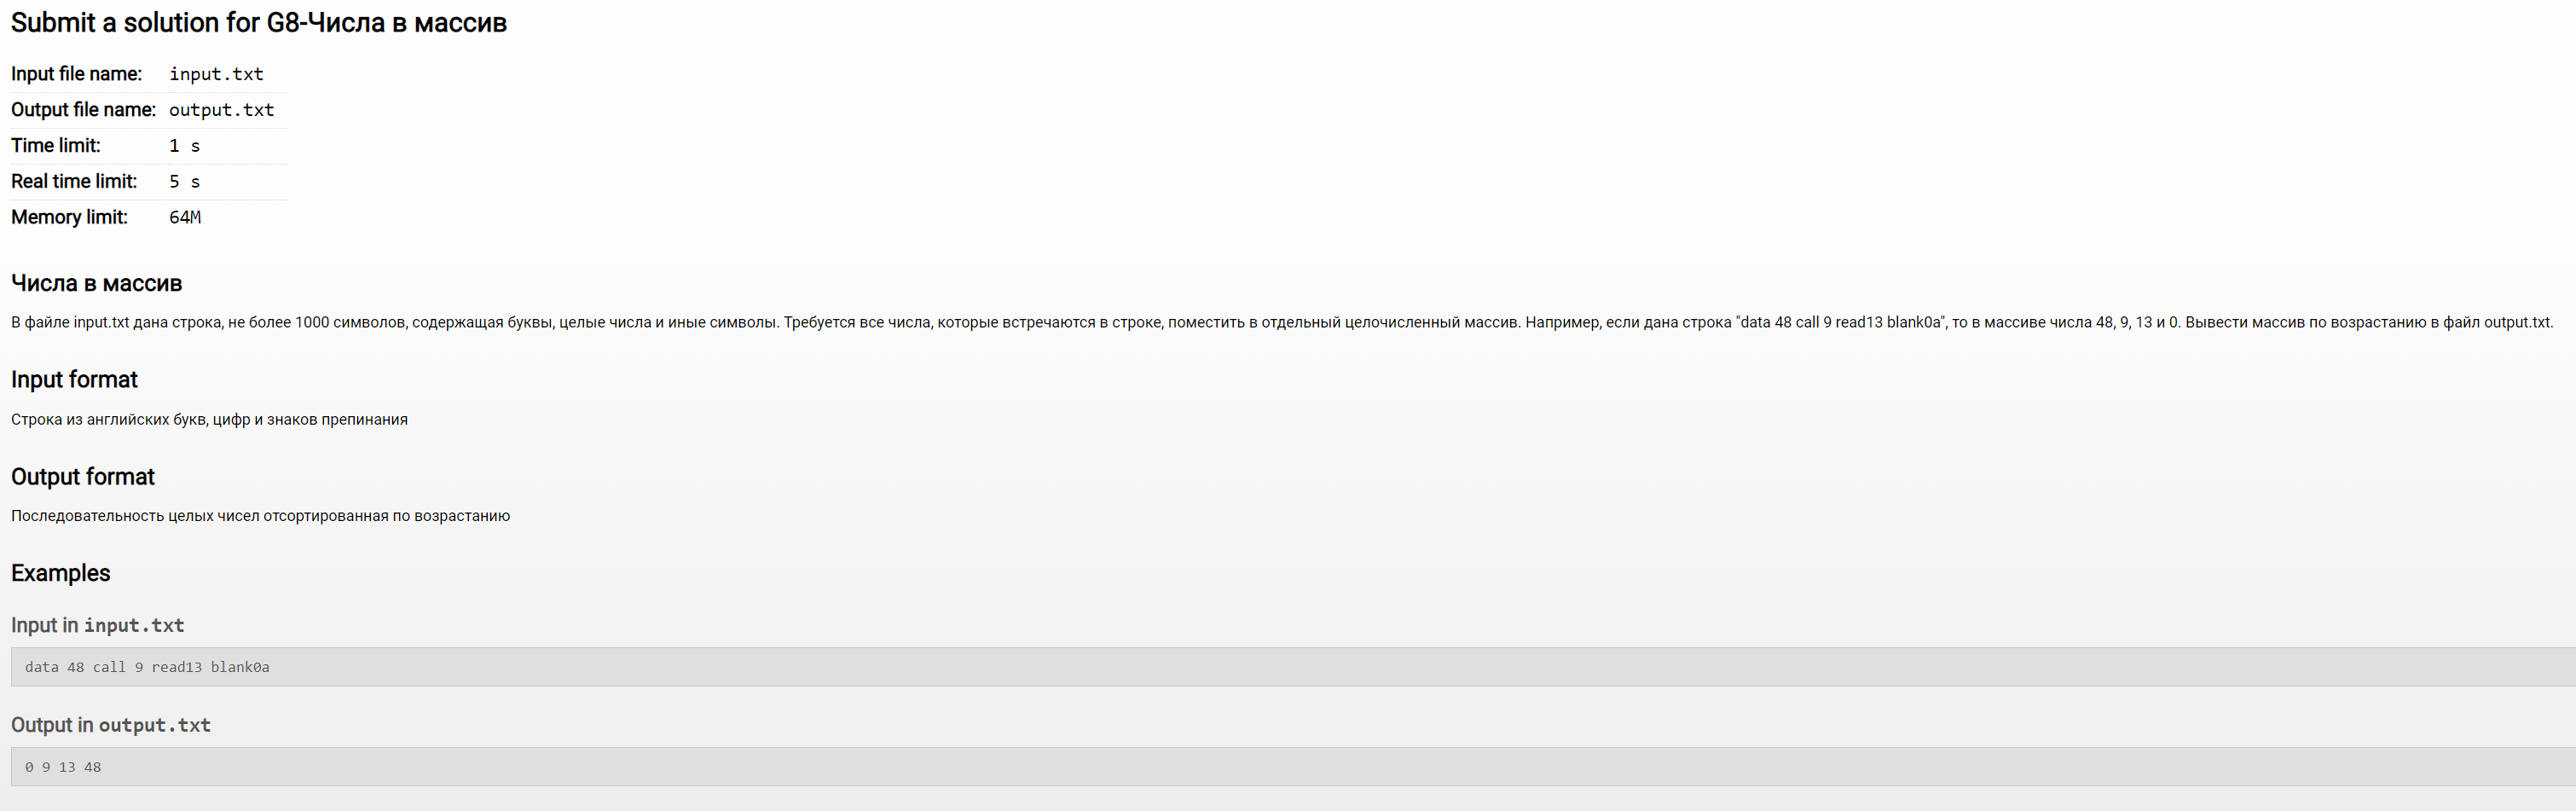 Submit a solution for G8-Числа в массив
Input file name: input.txt
Output file name: output.txt
Time limit: 1 s
Real time limit: 5 s
Memory limit: 64M
Числа в массив
В файле input.txt дана строка, не более 1000 символов, содержащая буквы, целые числа и иные символы. Требуется все числа, которые встречаются в строке, поместить в отдельный целочисленный массив. Например, если дана строка "data 48 call 9 read13 blank0a", то в массиве числа 48, 9, 13 и 0. Вывести массив по возрастанию в файл output.txt.
Input format
Строка из английских букв, цифр и знаков препинания
Output format
Последовательность целых чисел отсортированная по возрастанию
Examples
Input in input.txt
data 48 call 9 read13 blank0a
Output in output.txt
0 9 13 48